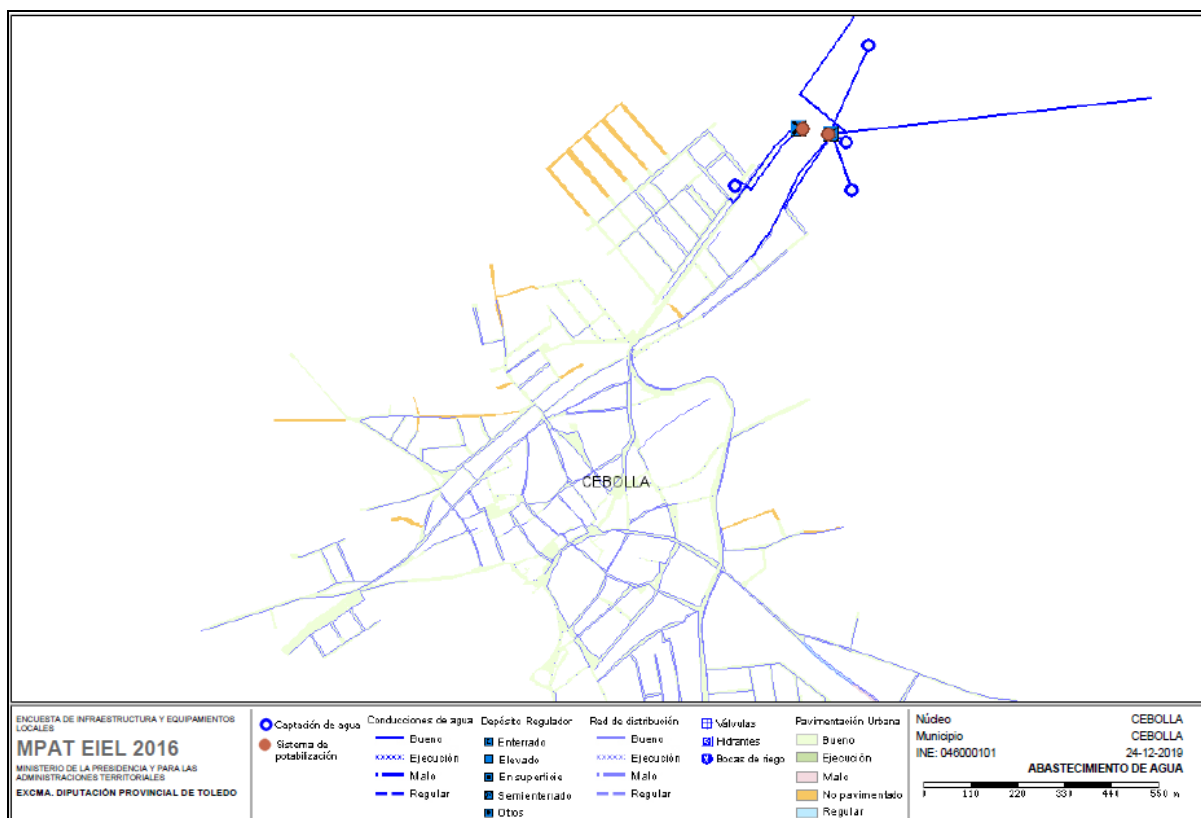 CEBOLLA
ENCUESTA DE INFRAESTRUCTURA Y EQUIPAMIENTOS
LOCALES
MPAT EIEL 2016
MINISTERIO DE LA PRESIDENCIA Y PARA LAS
ADMINISTRACIONES TERRITORIALES
EXCMA. DIPUTACIÓN PROVINCIAL DE TOLEDO
Captación de agua
Sistema de
potabilización
Conducciones de agua
Bueno
Ejecución
Malo
Regular
Depósito Regulador
Enterrado
Elevado
En superficie
Semienterrado
Otros
Red de distribución
Bueno
Ejecución
Malo
Regular
Válvulas
Hidrantes
Bocas de riego
Pavimentación Urbana
Bueno
Ejecución
Malo
No pavimentado
Regular
Núcleo CEBOLLA
Municipio CEBOLLA
INE: 046000101 24-12-2019
ABASTECIMIENTO DE AGUA
0 110 220 330 440 550 m